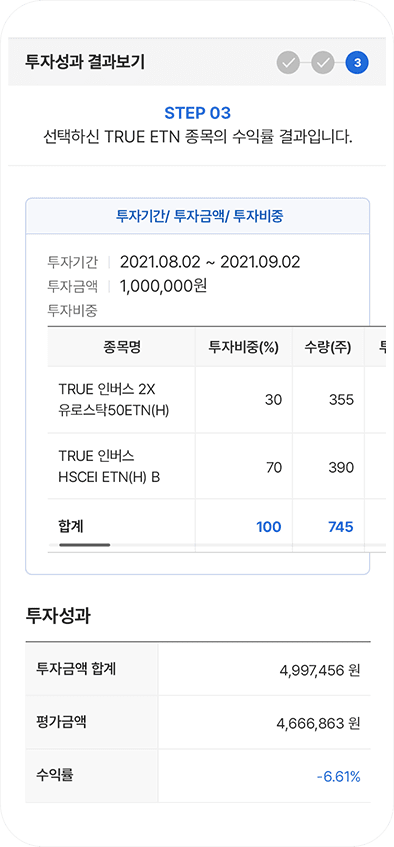 투자성과 결과보기
3
STEP 03
선택하신 TRUE ETN 종목의 수익률 결과입니다.
투자기간/ 투자금액/ 투자비중
투자기간 2021.08.02 ~ 2021.09.02
투자금액 1,000,000원
투자비중
종목명 투자비중(%) 수량(주)
TRUE 인버스 2X
유로스탁50ETN(H)
30 355
TRUE 인버스
HSCEI ETN(H) B
70 390
합계 100 745
투자성과
투자금액 합계 4,997,456 원
평가금액 4,666,863 원
수익률 -6.61%